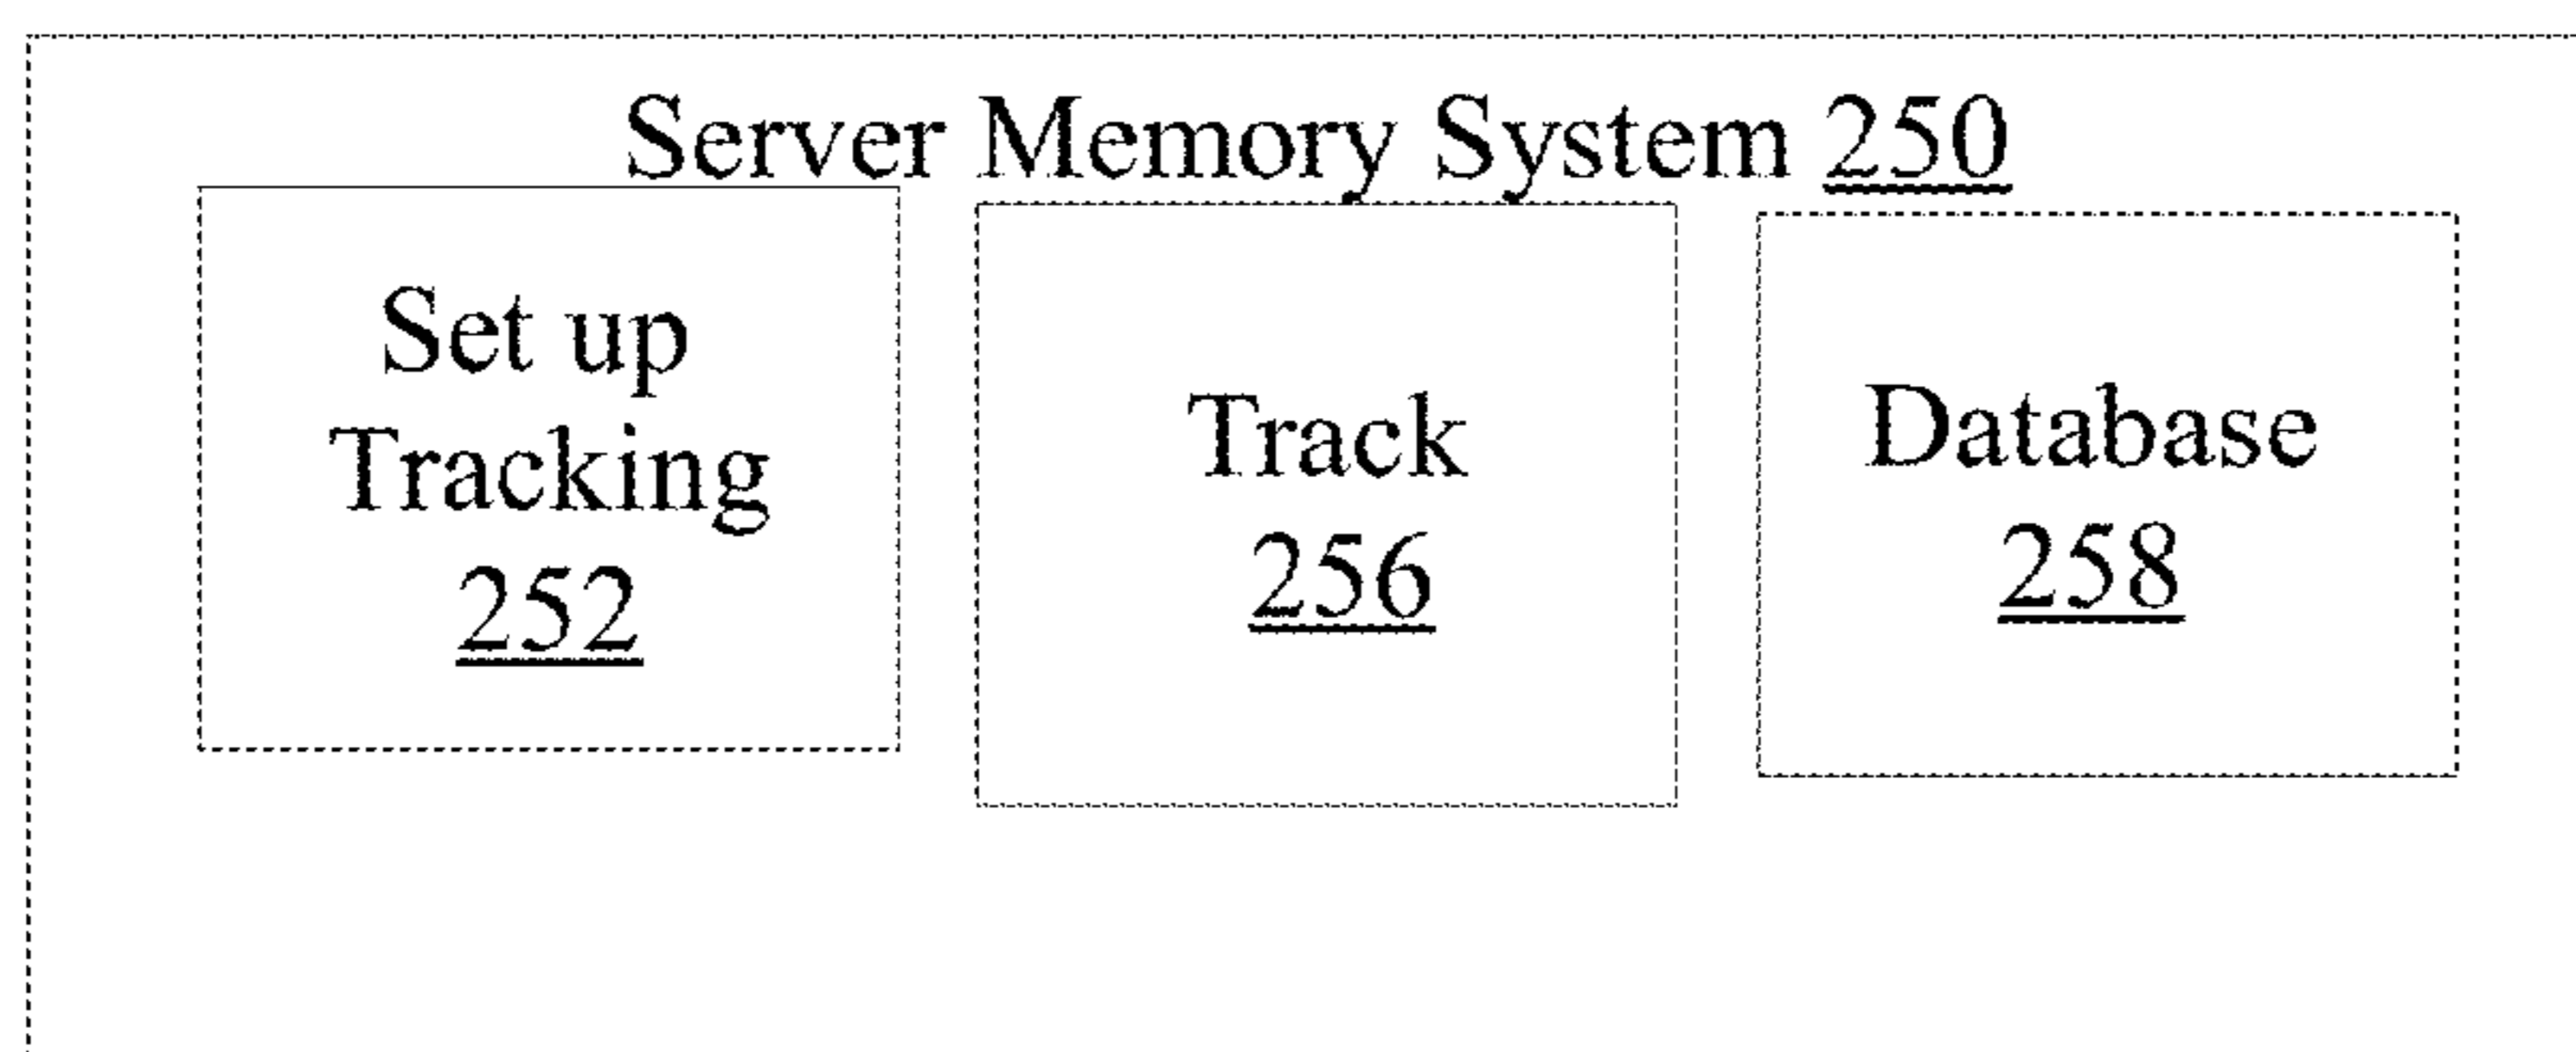 Server Memory System 250
Set up
Tracking
252
Track
256
Database
258